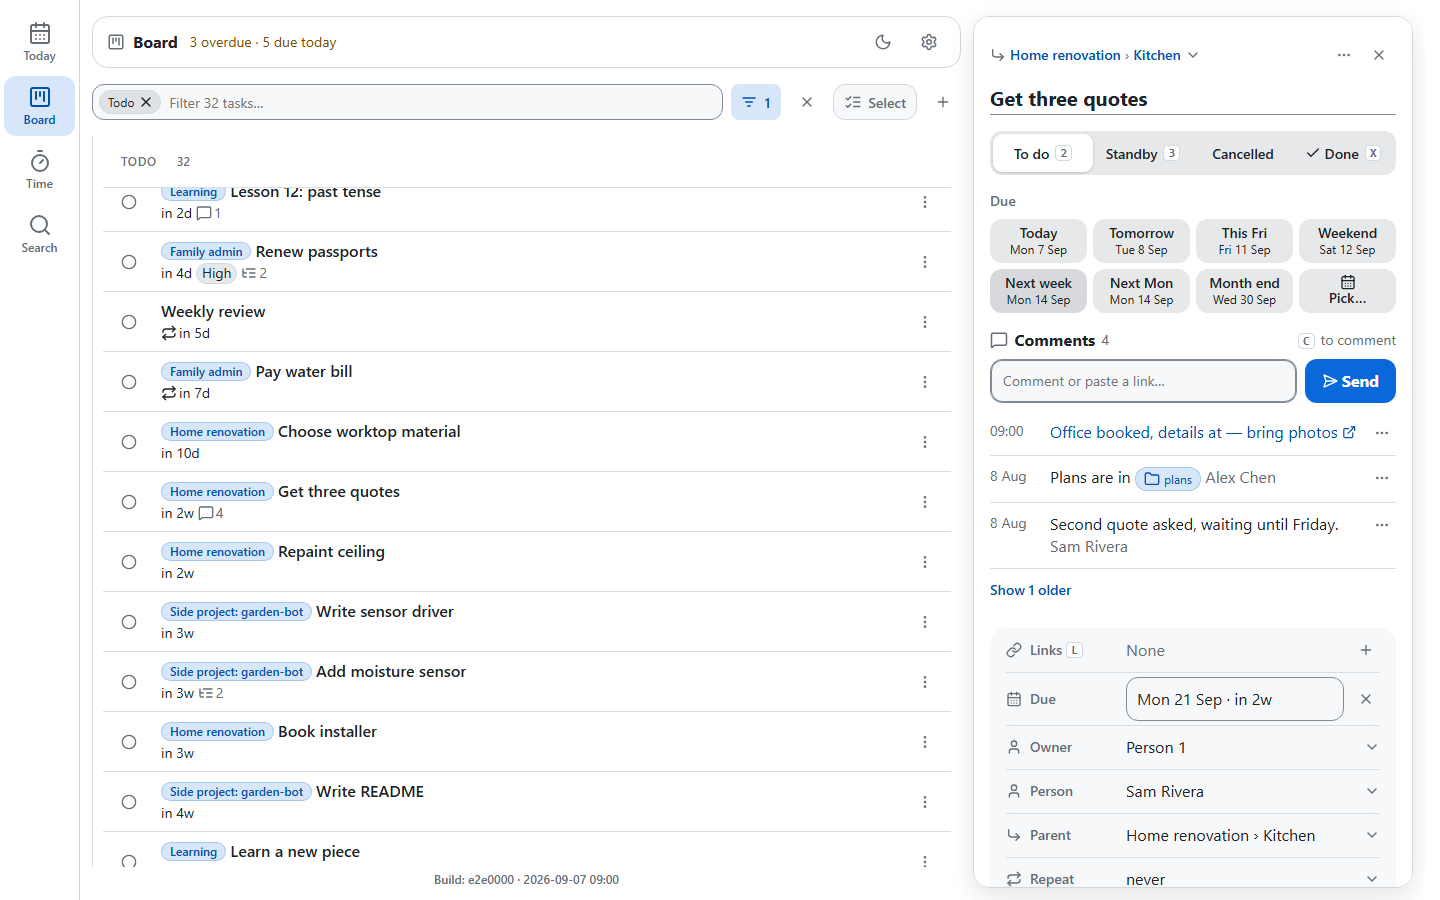 Today
Board
Time
Search
Board 3 overdue · 5 due today
Todo Filter 32 tasks... 1 Select
TODO 32
Learning Lesson 12: past tense
in 2d 1
Family admin Renew passports
in 4d High 2
Weekly review
in 5d
Family admin Pay water bill
in 7d
Home renovation Choose worktop material
in 10d
Home renovation Get three quotes
in 2w 4
Home renovation Repaint ceiling
in 2w
Side project: garden-bot Write sensor driver
in 3w
Side project: garden-bot Add moisture sensor
in 3w 2
Home renovation Book installer
in 3w
Side project: garden-bot Write README
in 4w
Learning Learn a new piece
Build: e2e0000 · 2026-09-07 09:00
Home renovation › Kitchen
Get three quotes
To do 2 Standby 3 Cancelled Done X
Due
Today Tomorrow This Fri Weekend
Mon 7 Sep Tue 8 Sep Fri 11 Sep Sat 12 Sep
Next week Next Mon Month end Pick...
Mon 14 Sep Mon 14 Sep Wed 30 Sep
Comments 4 C to comment
Comment or paste a link... Send
09:00 Office booked, details at — bring photos
8 Aug Plans are in plans Alex Chen
8 Aug Second quote asked, waiting until Friday.
Sam Rivera
Show 1 older
Links L None
Due Mon 21 Sep · in 2w
Owner Person 1
Person Sam Rivera
Parent Home renovation › Kitchen
Repeat never